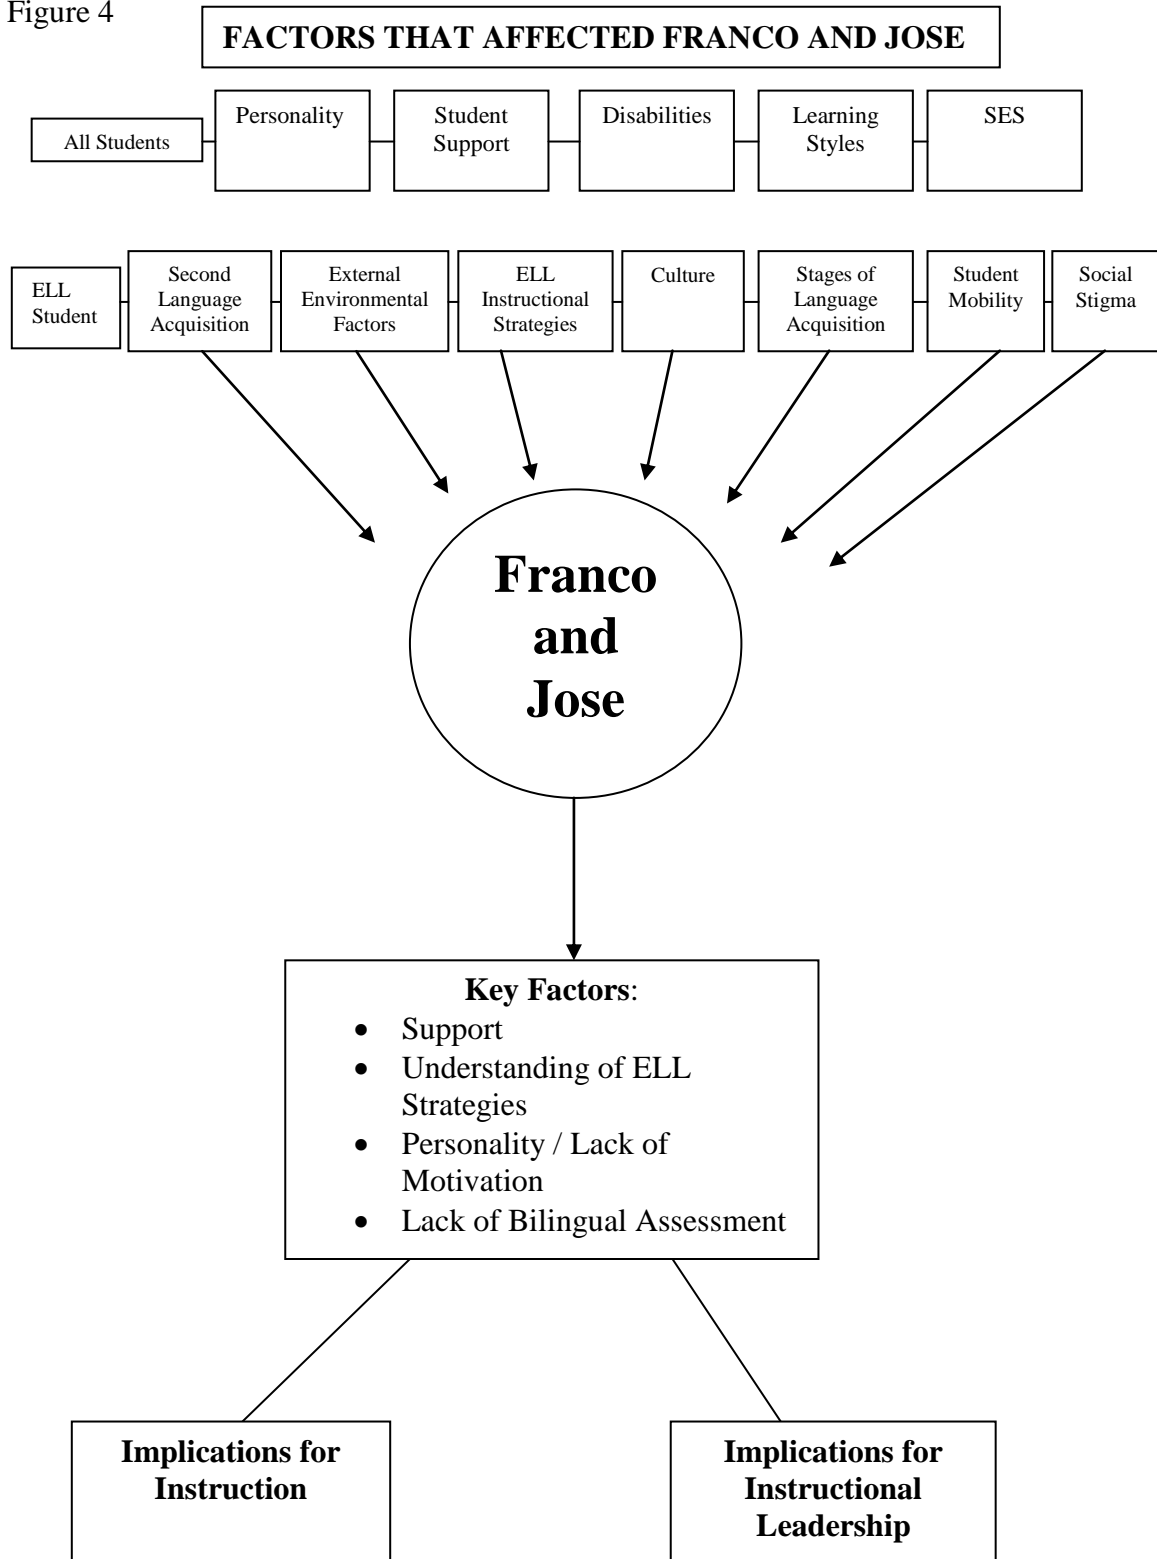 Figure 4
FACTORS THAT AFFECTED FRANCO AND JOSE
All Students
Personality
Student
Support
Disabilities
Learning
Styles
SES
ELL
Student
Second
Language
Acquisition
External
Environmental
Factors
ELL
Instructional
Strategies
Culture
Stages of
Language
Acquisition
Student
Mobility
Social
Stigma
Franco
and
Jose
Key Factors:
• Support
• Understanding of ELL
Strategies
• Personality / Lack of
Motivation
• Lack of Bilingual Assessment
Implications for
Instruction
Implications for
Instructional
Leadership